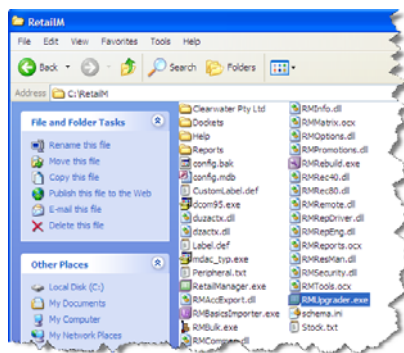 RetailM
File Edit View Favorites Tools Help
Back Search Folders
Address C:\RetailM
File and Folder Tasks
Rename this file
Move this file
Copy this file
Publish this file to the Web
E-mail this file
Delete this file
Other Places
Local Disk (C:)
My Documents
My Computer
My Network Places
Clearwater Pty Ltd
Dockets
Help
Reports
config.bak
config.mdb
CustomLabel.def
dcom95.exe
duzactx.dll
dzactx.dll
Label.def
mdac_typ.exe
Peripheral.txt
RetailManager.exe
RMAccExport.dll
RMBasicsImporter.exe
RMBulk.exe
RMCommon.dll
RMInfo.dll
RMMatrix.ocx
RMOptions.dll
RMPromotions.dll
RMRebuild.exe
RMRec40.dll
RMRec80.dll
RMRemote.dll
RMRepDriver.dll
RMRepEng.dll
RMReports.ocx
RMResMan.dll
RMSecurity.dll
RMTools.ocx
RMUpgrader.exe
schema.ini
Stock.txt